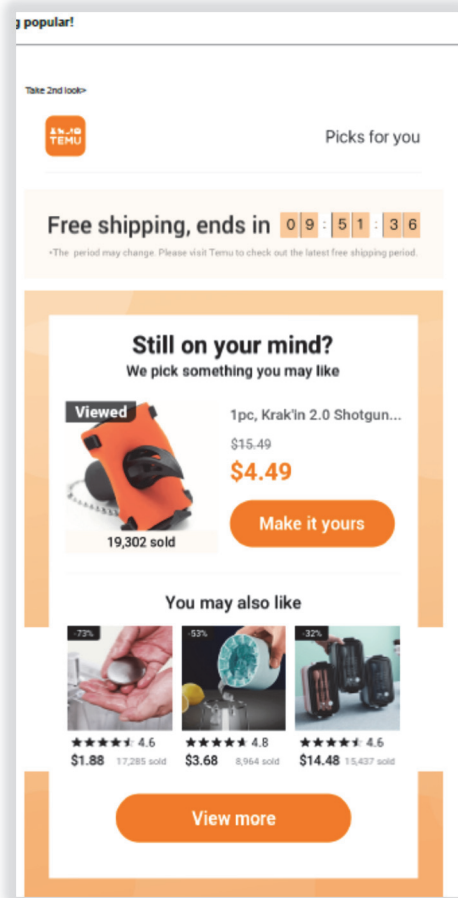 g popular!
Take 2nd look>
TEMU
Picks for you
Free shipping, ends in 09:51:36
*The period may change. Please visit Temu to check out the latest free shipping period.
Still on your mind?
We pick something you may like
Viewed
19,302 sold
1pc, Krak'in 2.0 Shotgun...
$15.49
$4.49
Make it yours
You may also like
-73% -53% -32%
4.6 4.8 4.6
$1.88 17,285 sold $3.68 8,964 sold $14.48 15,437 sold
View more